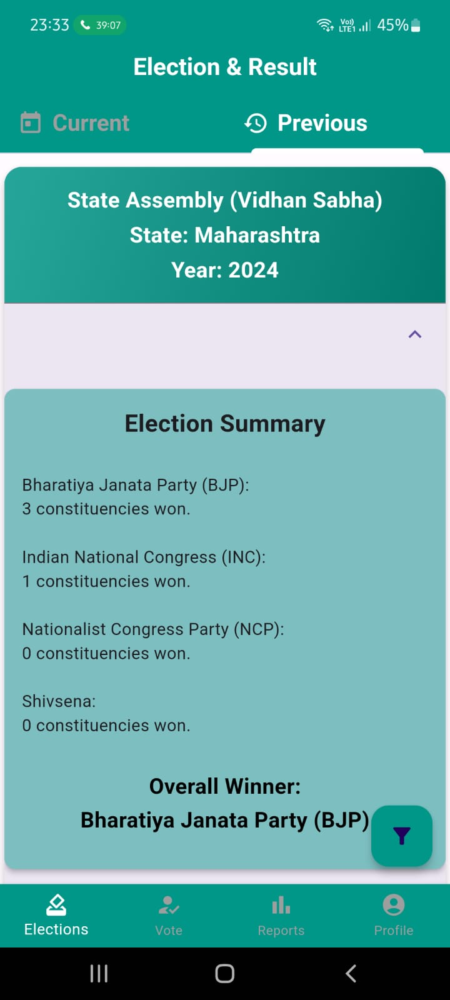 23:33 39:07 Vo)) LTE1 45%
Election & Result
Current Previous
State Assembly (Vidhan Sabha)
State: Maharashtra
Year: 2024
Election Summary
Bharatiya Janata Party (BJP):
3 constituencies won.
Indian National Congress (INC):
1 constituencies won.
Nationalist Congress Party (NCP):
0 constituencies won.
Shivsena:
0 constituencies won.
Overall Winner:
Bharatiya Janata Party (BJP)
Elections Vote Reports Profile